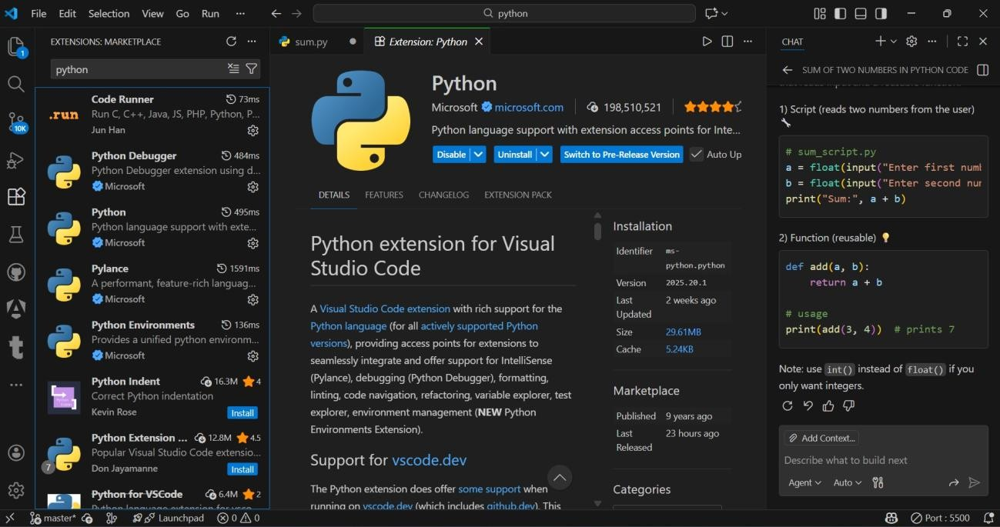 File Edit Selection View Go Run ··· python
EXTENSIONS: MARKETPLACE
python
Code Runner 73ms
Run C, C++, Java, JS, PHP, Python, P...
Jun Han
.run
Python Debugger 484ms
Python Debugger extension using d...
Microsoft
Python 495ms
Python language support with exte...
Microsoft
Pylance 1591ms
A performant, feature-rich languag...
Microsoft
Python Environments 136ms
Provides a unified python environm...
Microsoft
Python Indent 16.3M 4
Correct Python indentation
Kevin Rose Install
Python Extension ... 12.8M 4.5
Popular Visual Studio Code extensio...
Don Jayamanne Install
7
Python for VSCode 6.4M 2
Python language extension for vsco...
1
10K
sum.py Extension: Python
Python
Microsoft microsoft.com 198,510,521
Python language support with extension access points for Inte...
Disable Uninstall Switch to Pre-Release Version Auto Up
DETAILS FEATURES CHANGELOG EXTENSION PACK
Python extension for Visual
Studio Code
A Visual Studio Code extension with rich support for the
Python language (for all actively supported Python
versions), providing access points for extensions to
seamlessly integrate and offer support for IntelliSense
(Pylance), debugging (Python Debugger), formatting,
linting, code navigation, refactoring, variable explorer, test
explorer, environment management (NEW Python
Environments Extension).
Support for vscode.dev
The Python extension does offer some support when
running on vscode.dev (which includes github.dev). This
Installation
Identifier ms-
python.python
Version 2025.20.1
Last 2 weeks ago
Updated
Size 29.61MB
Cache 5.24KB
Marketplace
Published 9 years ago
Last 23 hours ago
Released
Categories
CHAT
SUM OF TWO NUMBERS IN PYTHON CODE
1) Script (reads two numbers from the user)
# sum_script.py
a = float(input("Enter first numb
b = float(input("Enter second nur
print("Sum:", a + b)
2) Function (reusable)
def add(a, b):
return a + b
# usage
print(add(3, 4)) # prints 7
Note: use int() instead of float() if you
only want integers.
Add Context...
Describe what to build next
Agent Auto
master* Launchpad 0 0 Port : 5500